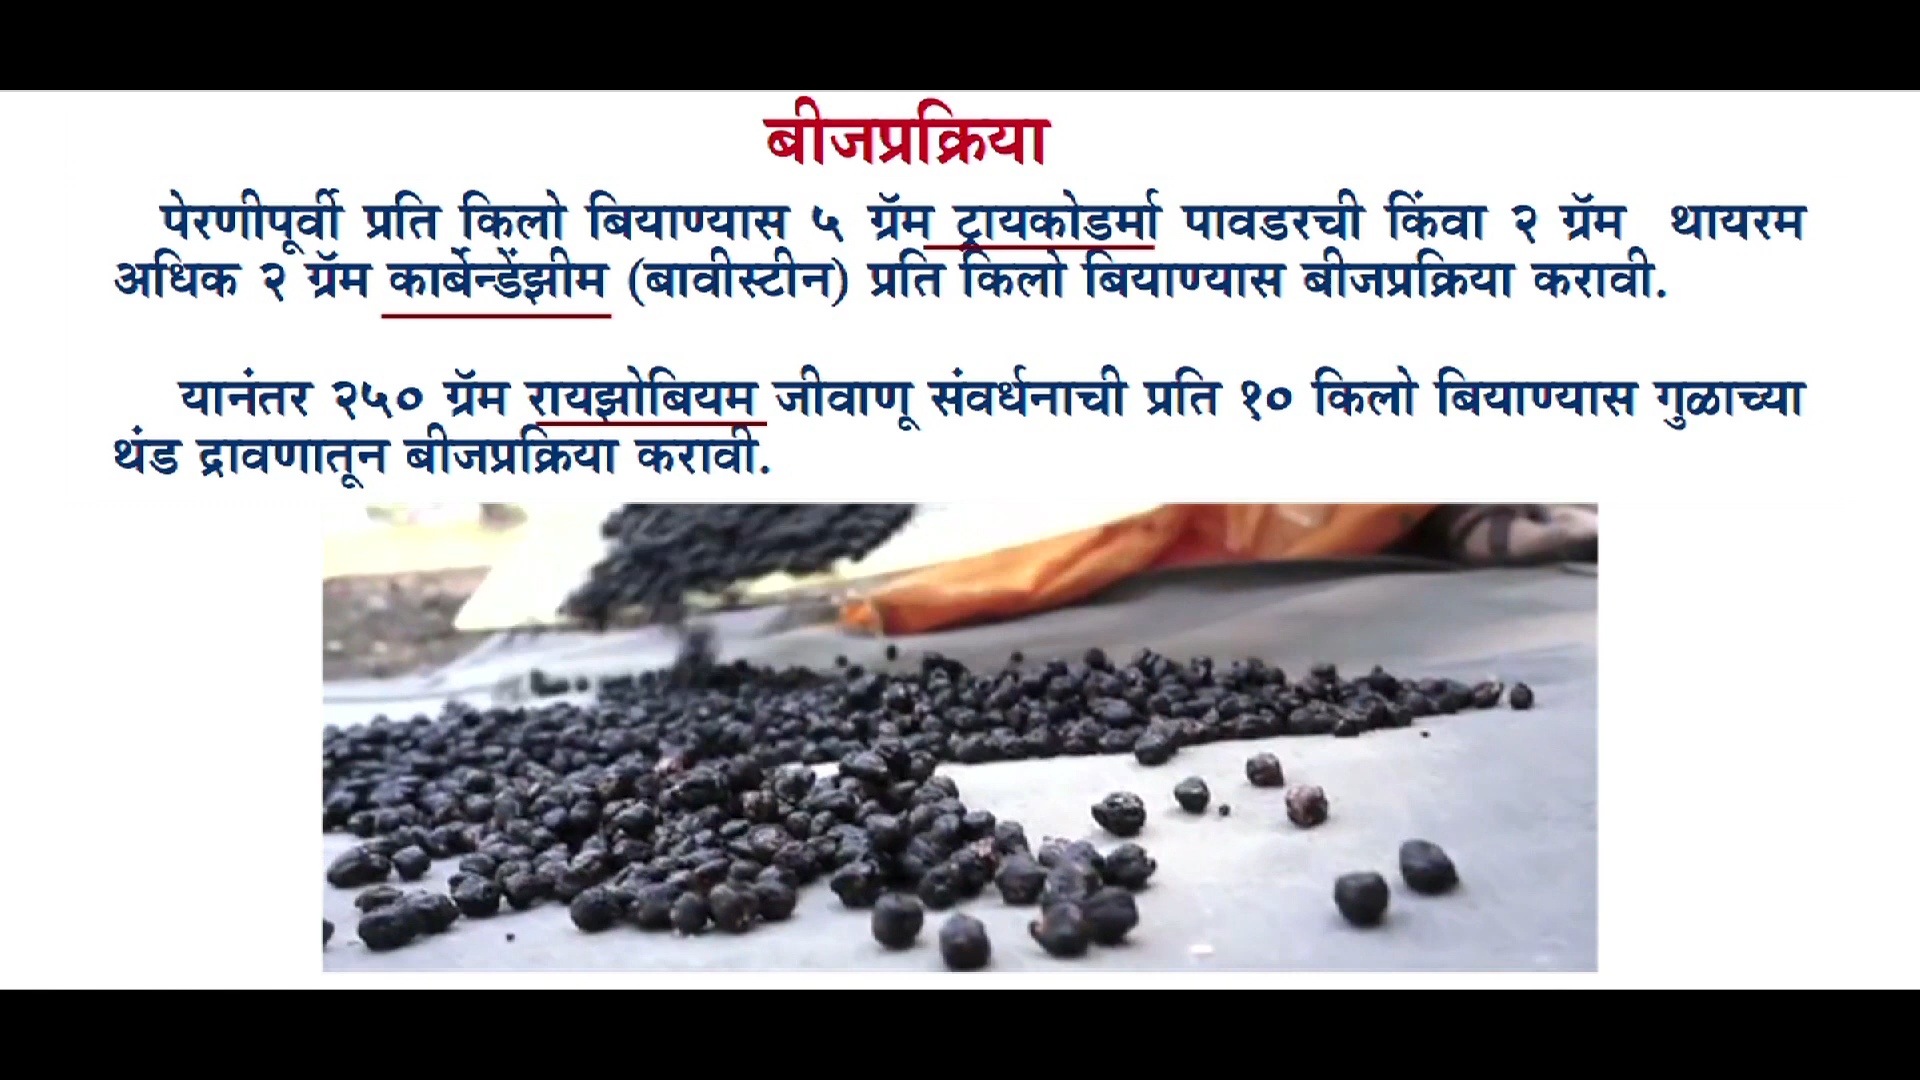 बीजप्रक्रिया
पेरणीपूर्वी प्रति किलो बियाण्यास ५ ग्रॅम ट्रायकोडर्मा पावडरची किंवा २ ग्रॅम थायरम
अधिक २ ग्रॅम कार्बेन्डेंझीम (बावीस्टीन) प्रति किलो बियाण्यास बीजप्रक्रिया करावी.
यानंतर २५० ग्रॅम रायझोबियम जीवाणू संवर्धनाची प्रति १० किलो बियाण्यास गुळाच्या
थंड द्रावणातून बीजप्रक्रिया करावी.